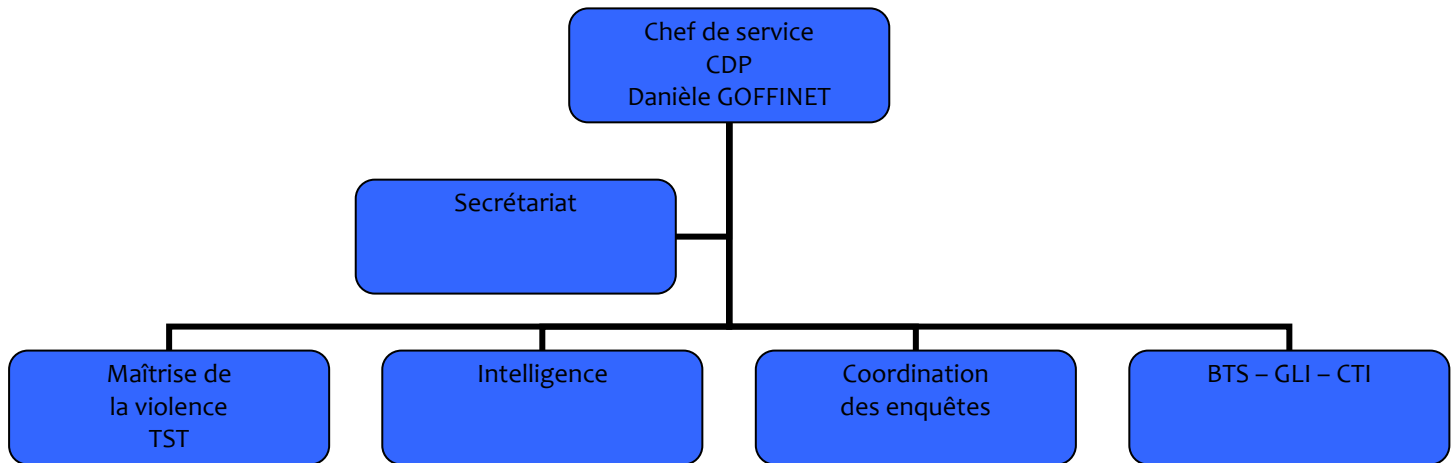 Chef de service
CDP
Danièle GOFFINET
Secrétariat
Maîtrise de
la violence
TST
Intelligence
Coordination
des enquêtes
BTS – GLI – CTI